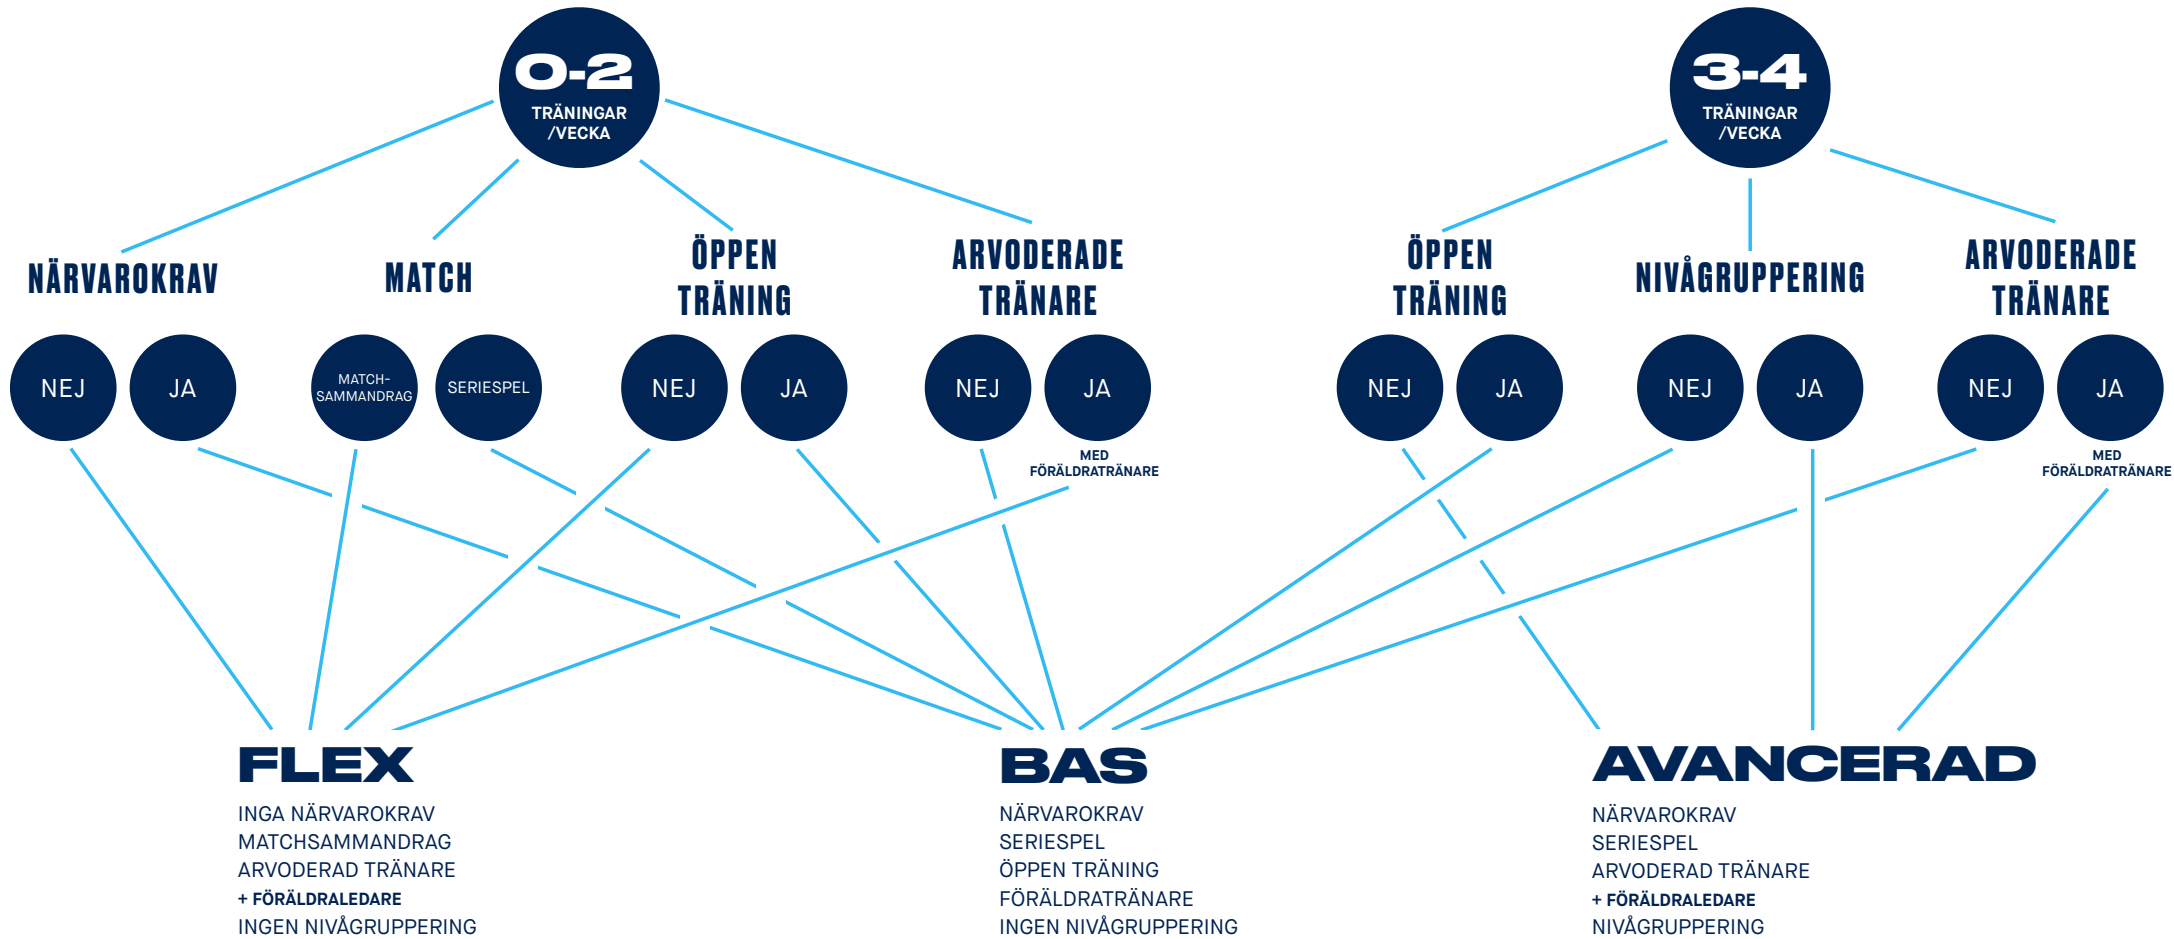 0-2
TRÄNINGAR
/VECKA
3-4
TRÄNINGAR
/VECKA
NÄRVAROKRAV
MATCH
ÖPPEN
TRÄNING
ARVODERADE
TRÄNARE
ÖPPEN
TRÄNING
NIVÅGRUPPERING
ARVODERADE
TRÄNARE
NEJ
JA
MATCH-
SAMMANDRAG
SERIESPEL
NEJ
JA
NEJ
JA
NEJ
JA
NEJ
JA
NEJ
JA
MED
FÖRÄLDRATRÄNARE
MED
FÖRÄLDRATRÄNARE
FLEX
INGA NÄRVAROKRAV
MATCHSAMMANDRAG
ARVODERAD TRÄNARE
+ FÖRÄLDRALEDARE
INGEN NIVÅGRUPPERING
BAS
NÄRVAROKRAV
SERIESPEL
ÖPPEN TRÄNING
FÖRÄLDRATRÄNARE
INGEN NIVÅGRUPPERING
AVANCERAD
NÄRVAROKRAV
SERIESPEL
ARVODERAD TRÄNARE
+ FÖRÄLDRALEDARE
NIVÅGRUPPERING